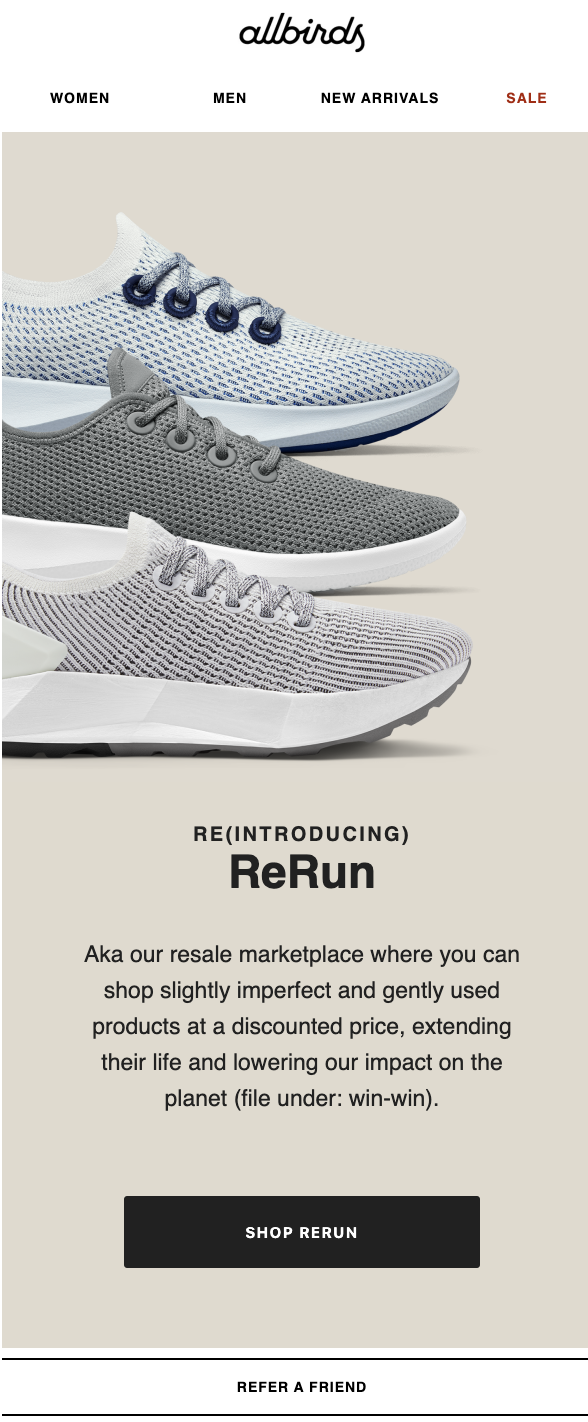 allbirds
WOMEN MEN NEW ARRIVALS SALE
RE(INTRODUCING)
ReRun
Aka our resale marketplace where you can
shop slightly imperfect and gently used
products at a discounted price, extending
their life and lowering our impact on the
planet (file under: win-win).
SHOP RERUN
REFER A FRIEND